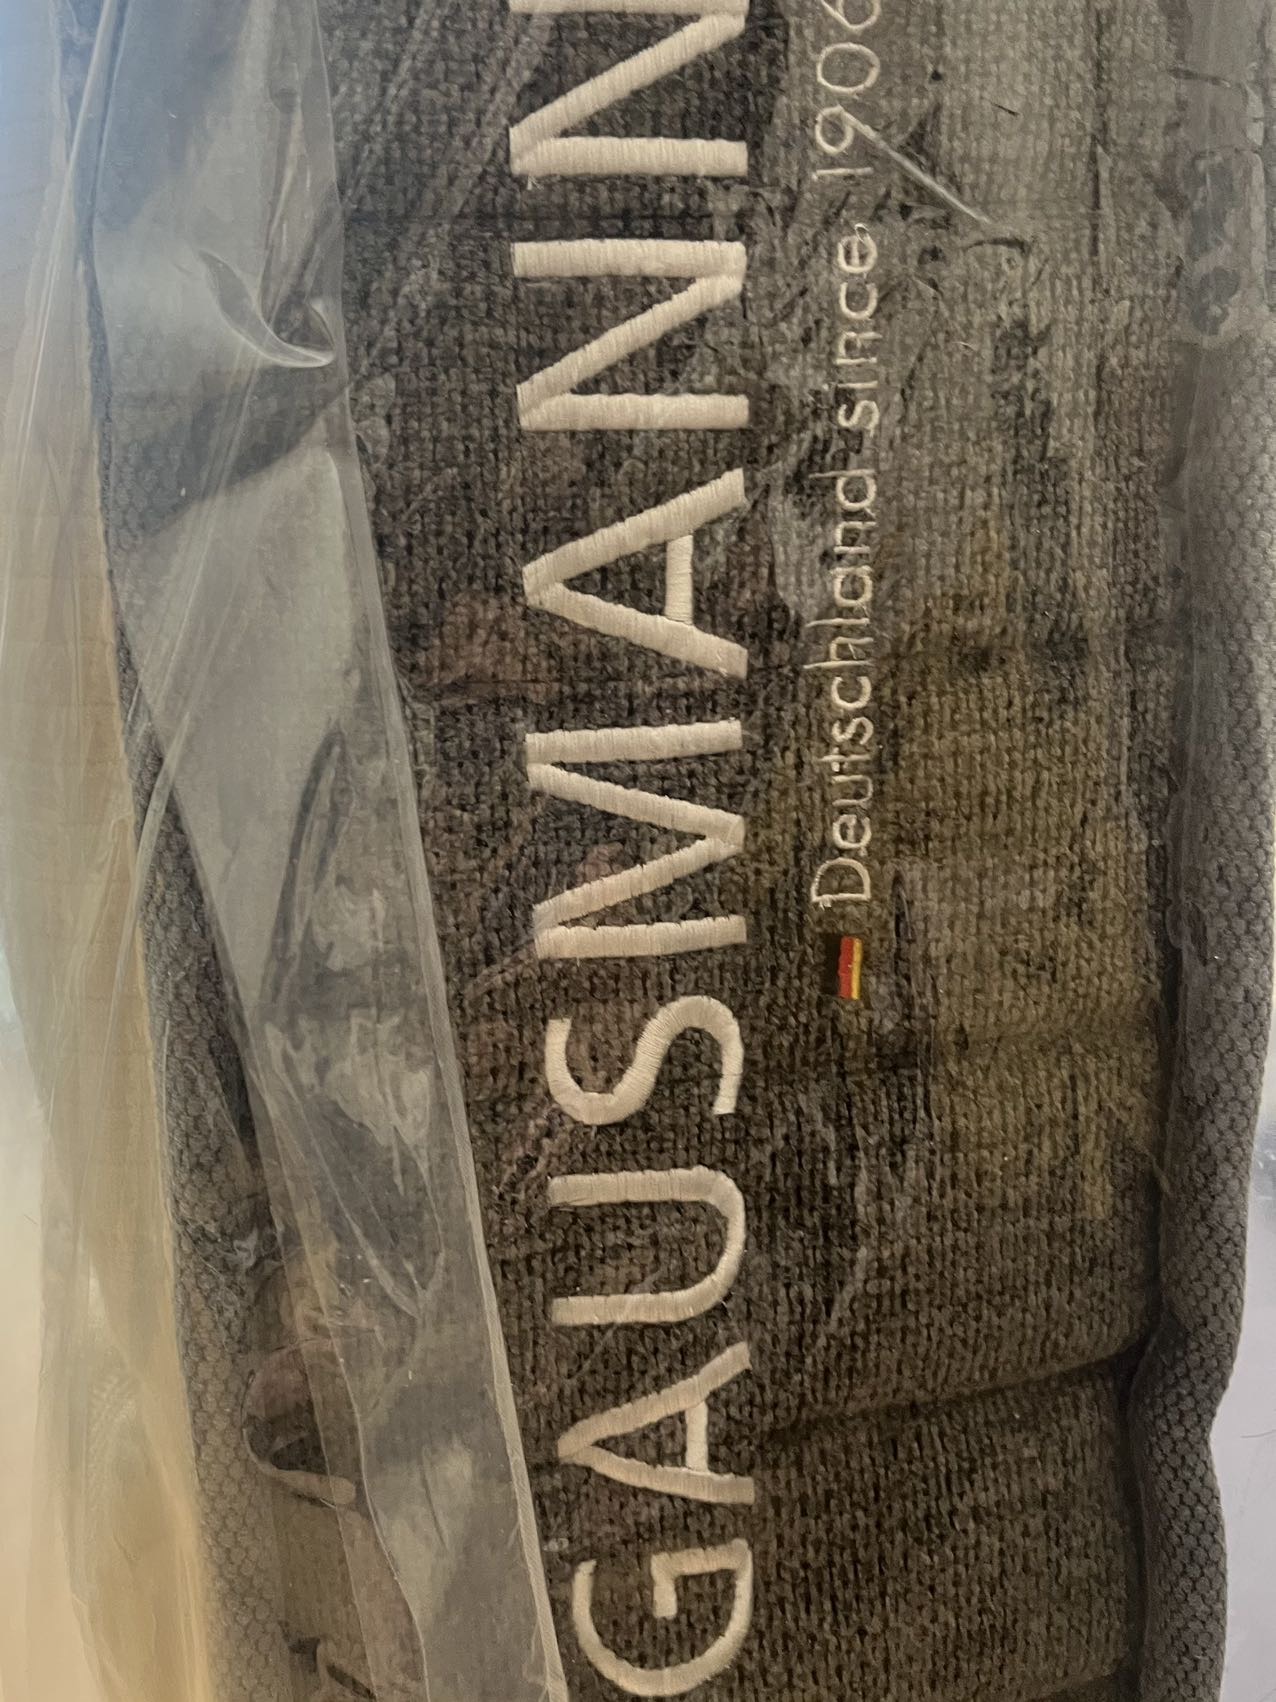 GAUSMANN
Deutschland since 1906